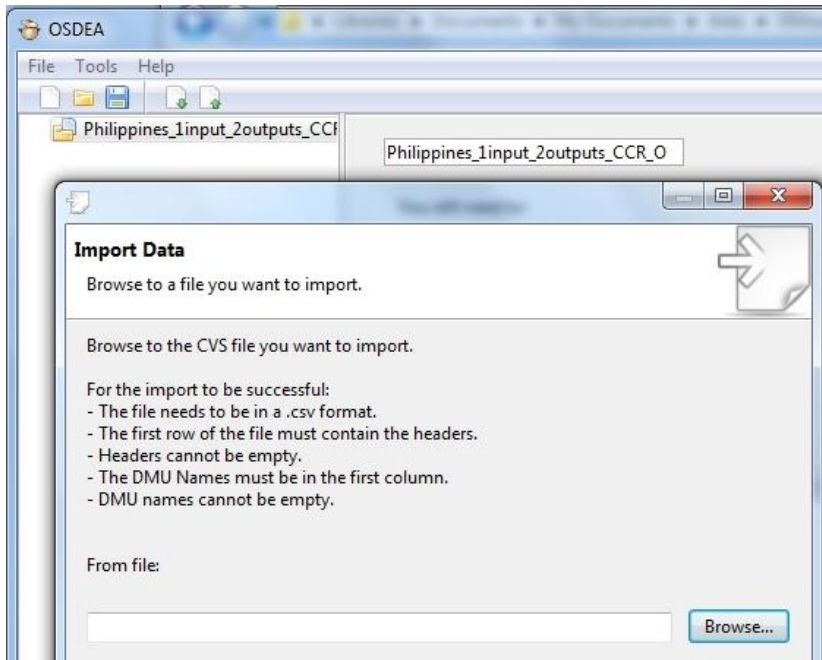 OSDEA
File Tools Help
Philippines_1input_2outputs_CCR
Philippines_1input_2outputs_CCR_O
Import Data
Browse to a file you want to import.
Browse to the CVS file you want to import.
For the import to be successful:
- The file needs to be in a .csv format.
- The first row of the file must contain the headers.
- Headers cannot be empty.
- The DMU Names must be in the first column.
- DMU names cannot be empty.
From file:
Browse...